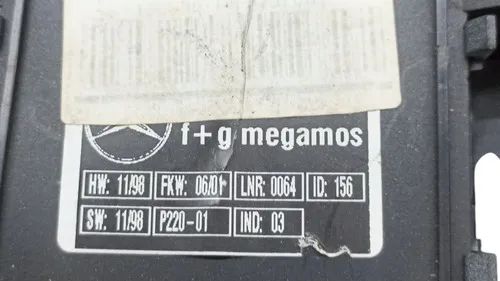 f+g megamos
HW: 11/98 FKW: 06/01 LNR: 0064 ID: 156
SW: 11/98 P220-01 IND: 03